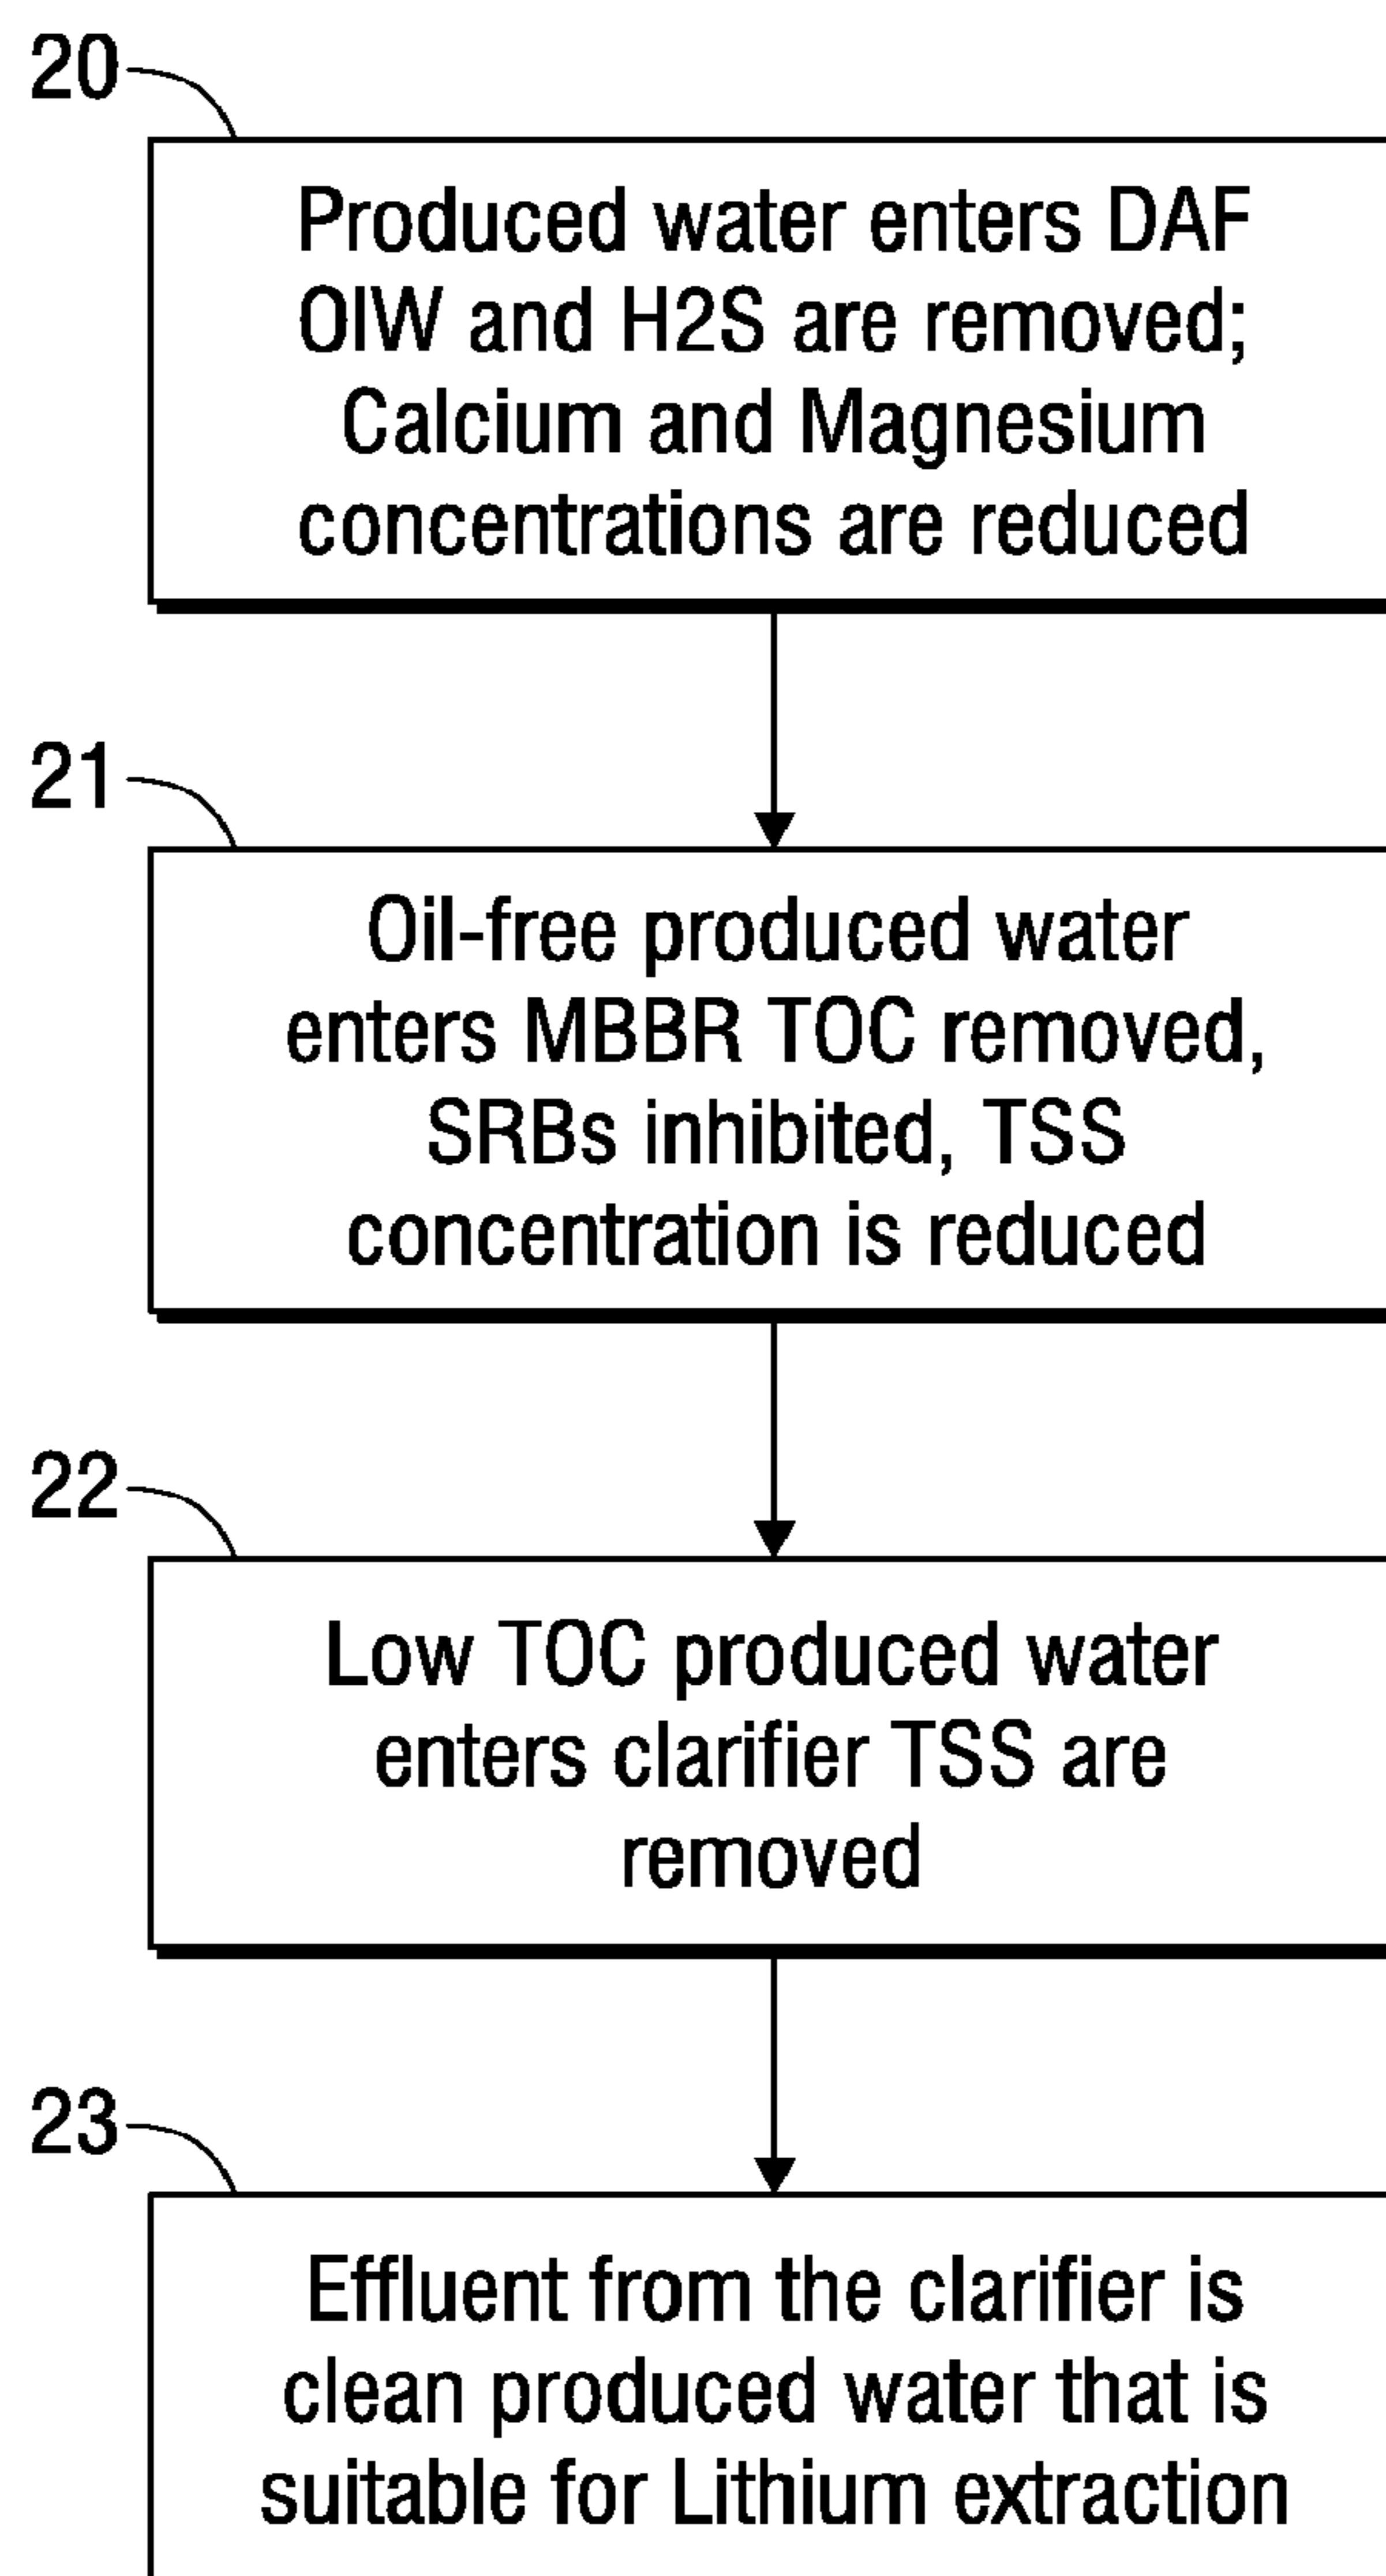 20
Produced water enters DAF
OIW and H2S are removed;
Calcium and Magnesium
concentrations are reduced
21
Oil-free produced water
enters MBBR TOC removed,
SRBs inhibited, TSS
concentration is reduced
22
Low TOC produced water
enters clarifier TSS are
removed
23
Effluent from the clarifier is
clean produced water that is
suitable for Lithium extraction